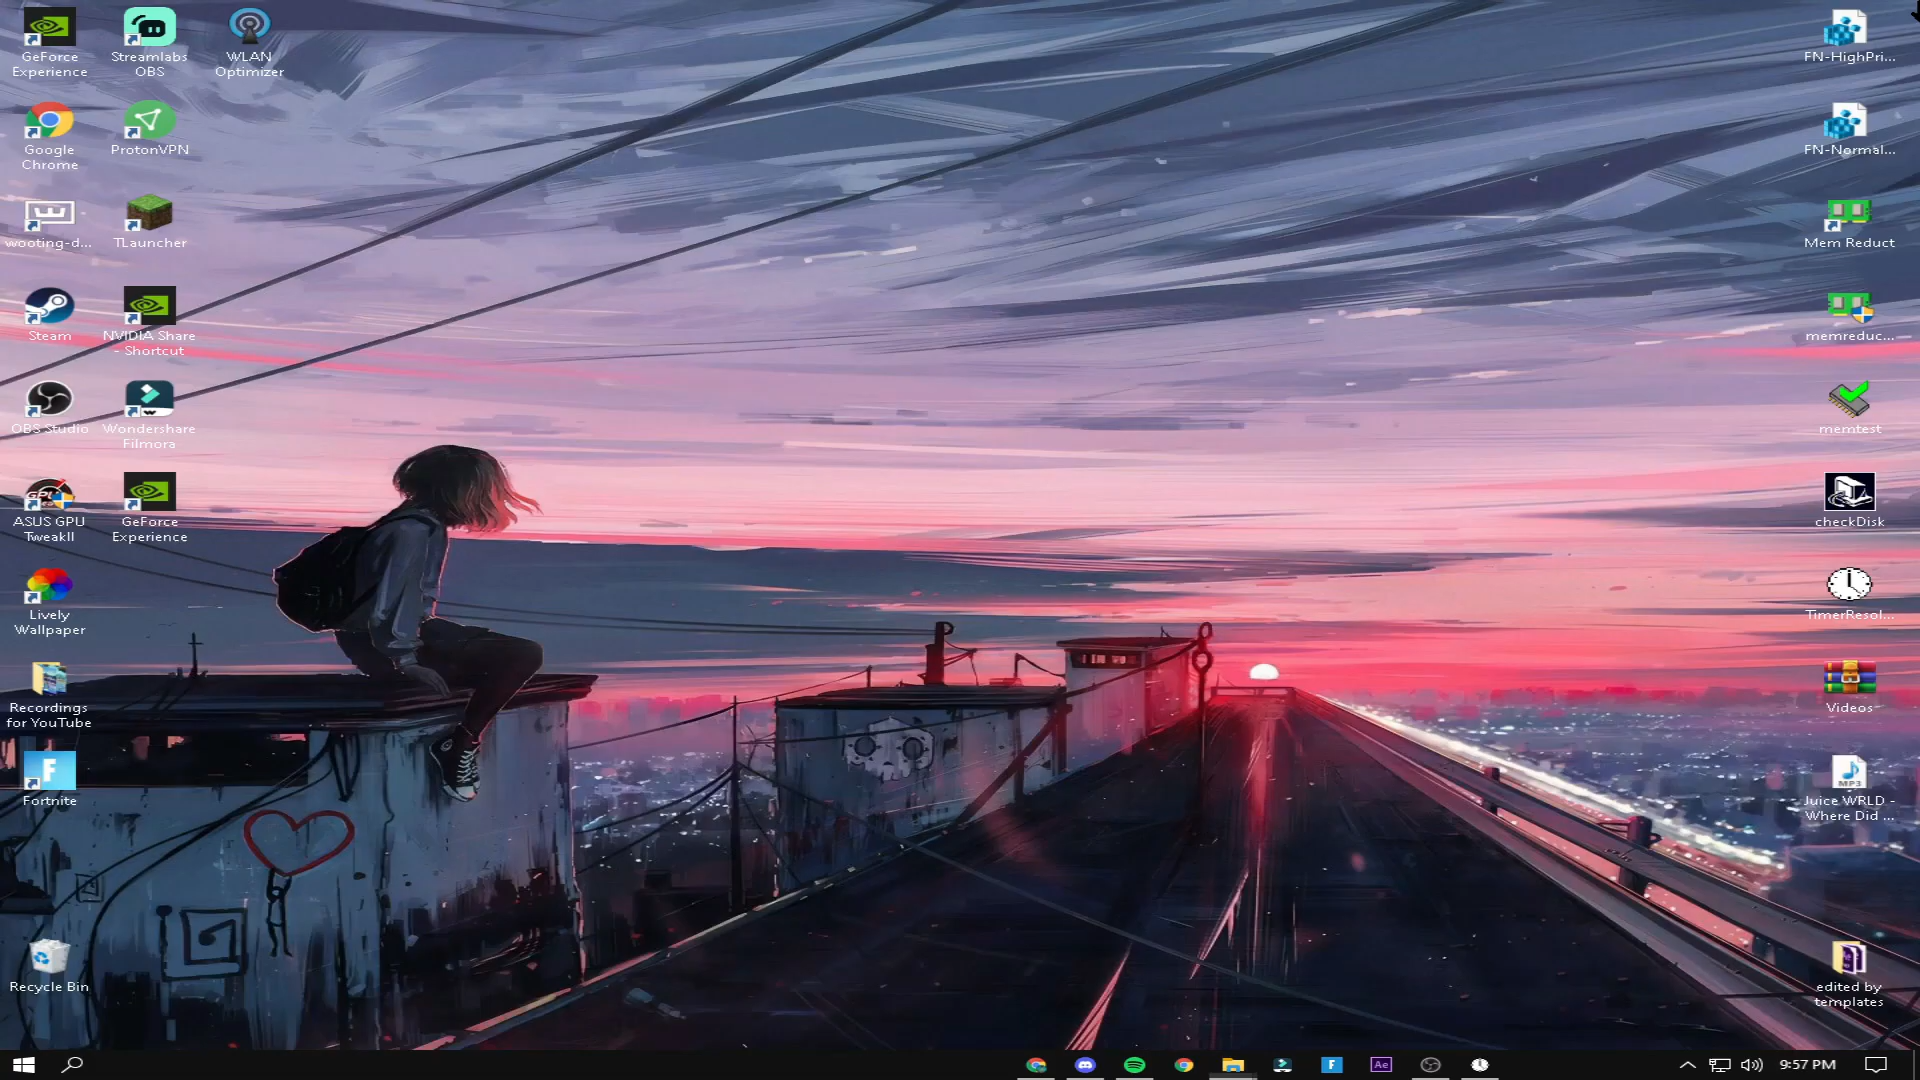 GeForce
Experience
Streamlabs
OBS
WLAN
Optimizer
Google
Chrome
ProtonVPN
wooting-d...
TLauncher
Steam
NVIDIA Share
- Shortcut
OBS Studio
Wondershare
Filmora
ASUS GPU
TweakII
GeForce
Experience
Lively
Wallpaper
Recordings
for YouTube
F
Fortnite
Recycle Bin
FN-HighPri...
FN-Normal...
Mem Reduct
memreduc...
memtest
checkDisk
TimerResol...
Videos
MP3
Juice WRLD -
Where Did ...
edited by
templates
F
Ae
9:57 PM